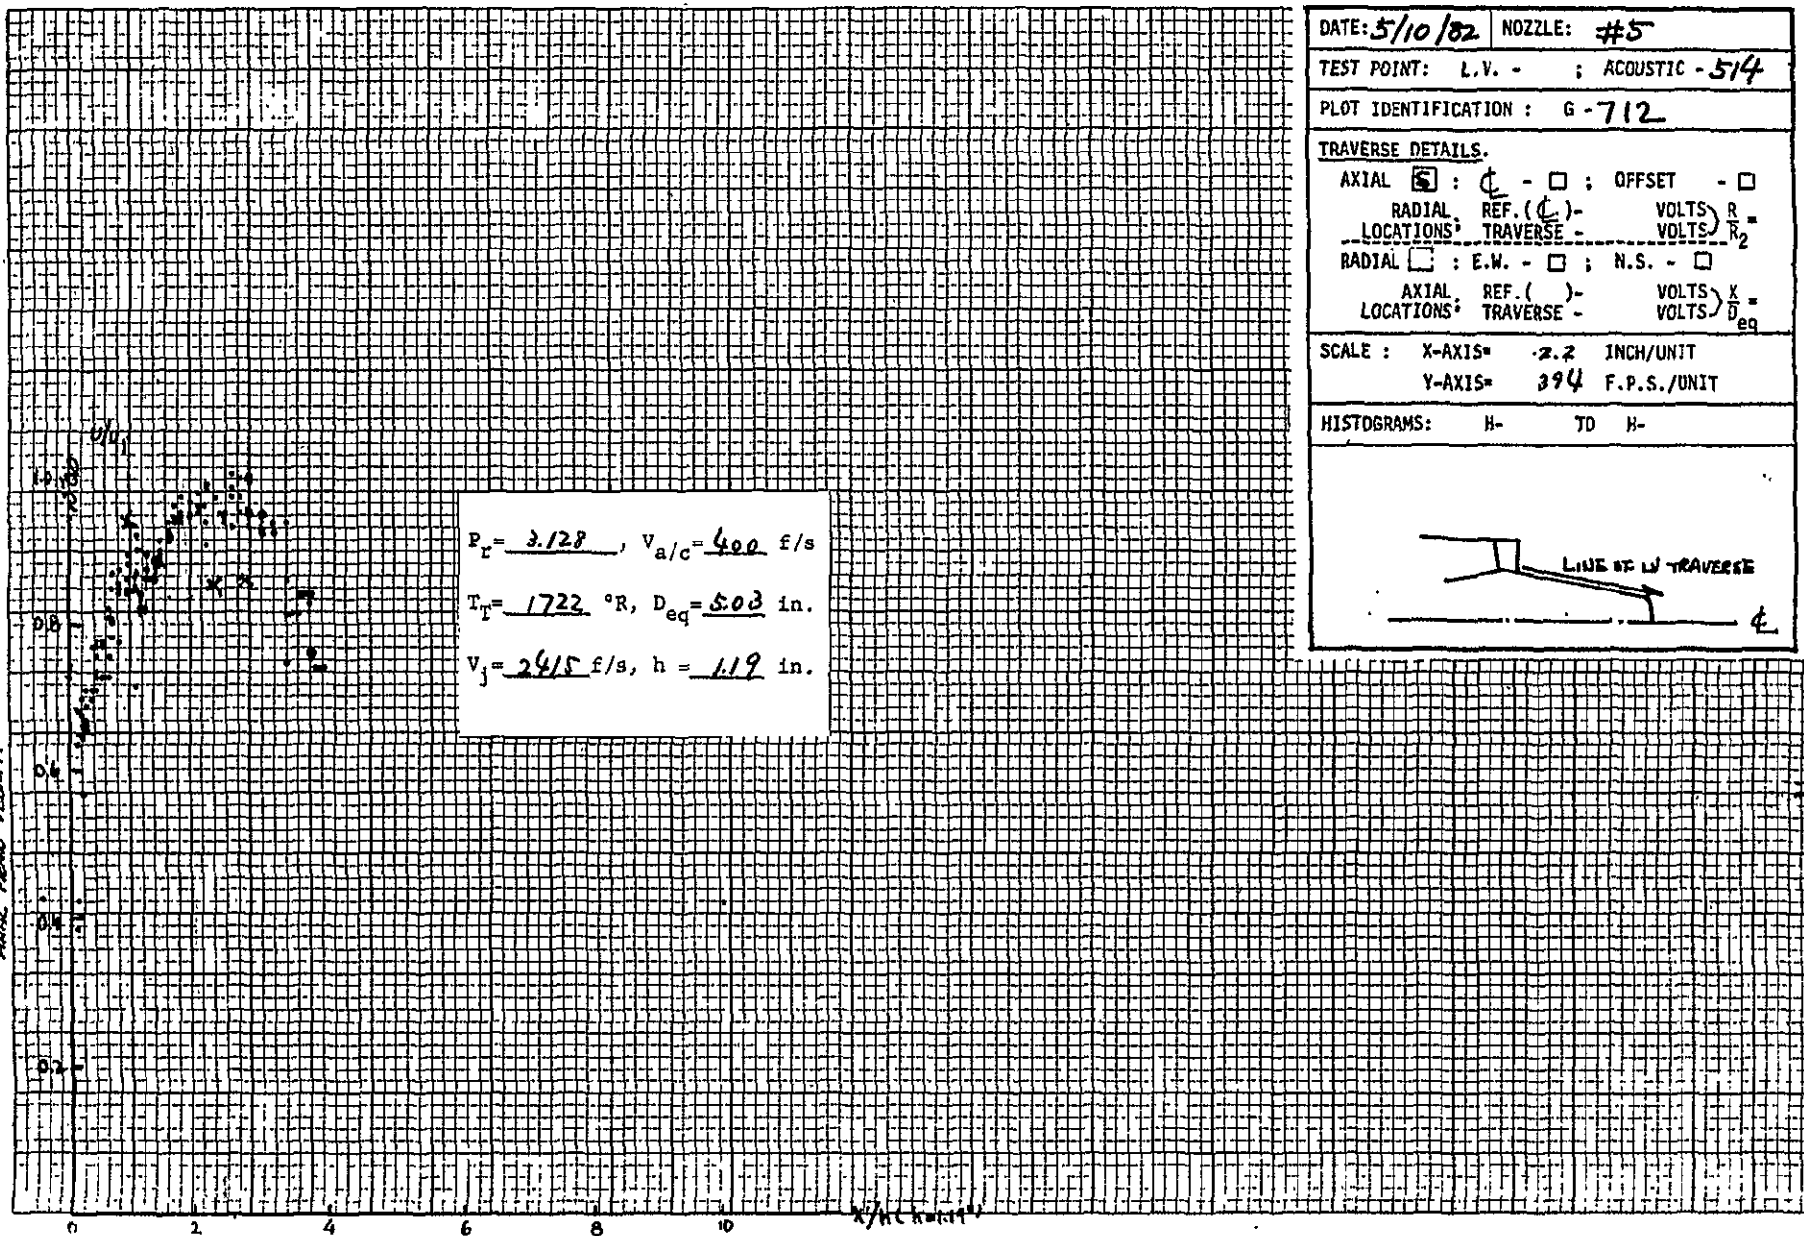 DATE: 5/10/82 NOZZLE: #5
TEST POINT: L.V. - ; ACOUSTIC - 514
PLOT IDENTIFICATION : G - 712
TRAVERSE DETAILS.
AXIAL : ℄ - □ ; OFFSET - □
RADIAL LOCATIONS: REF. (℄)- VOLTS
TRAVERSE - VOLTS R/R2 =
RADIAL □ : E.W. - □ ; N.S. - □
AXIAL LOCATIONS: REF. ( )- VOLTS
TRAVERSE - VOLTS X/Deq =
SCALE : X-AXIS= .2.2 INCH/UNIT
Y-AXIS= 394 F.P.S./UNIT
HISTOGRAMS: H- TO H-
LINE OF LV TRAVERSE
℄
U/Uj
1.0
0.8
0.6
0.4
0.2
Pr= 3.128 , Va/c= 400 f/s
TT= 1722 °R, Deq= 5.03 in.
Vj= 2415 f/s, h = 1.19 in.
0 2 4 6 8 10
X/h ( h=1.19"